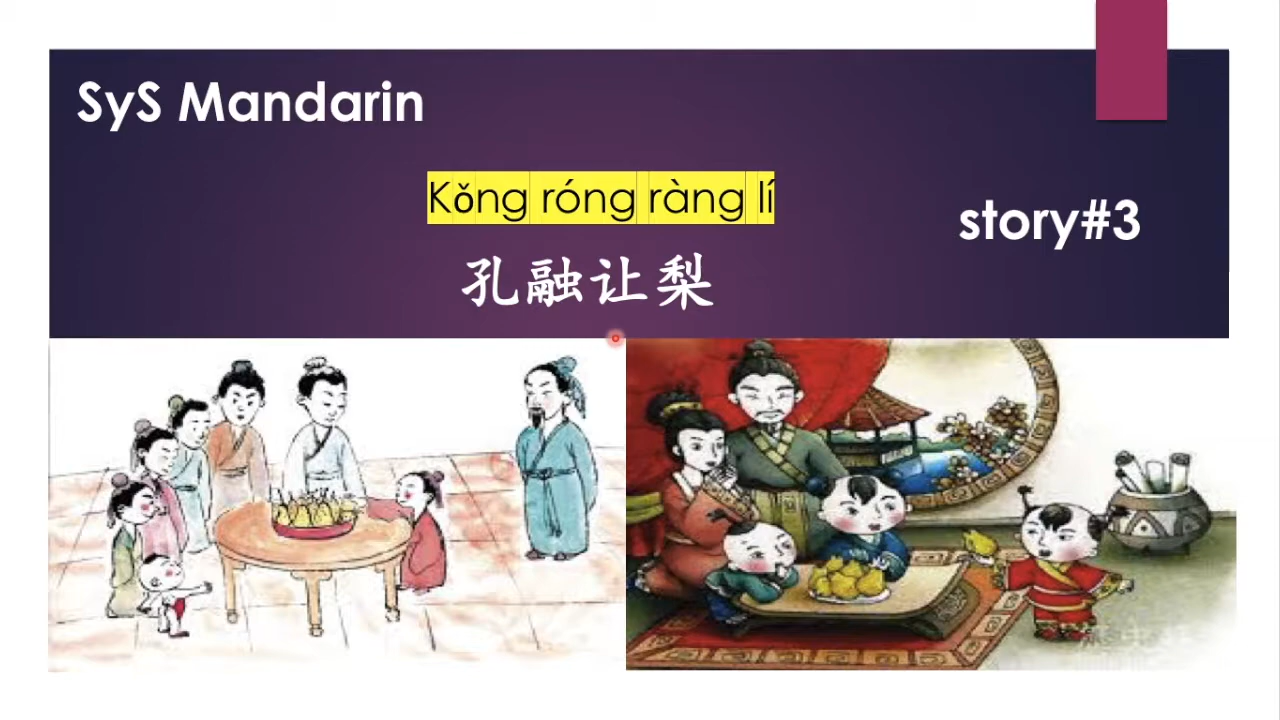 SyS Mandarin
Kǒng róng ràng lí
story#3
孔融让梨